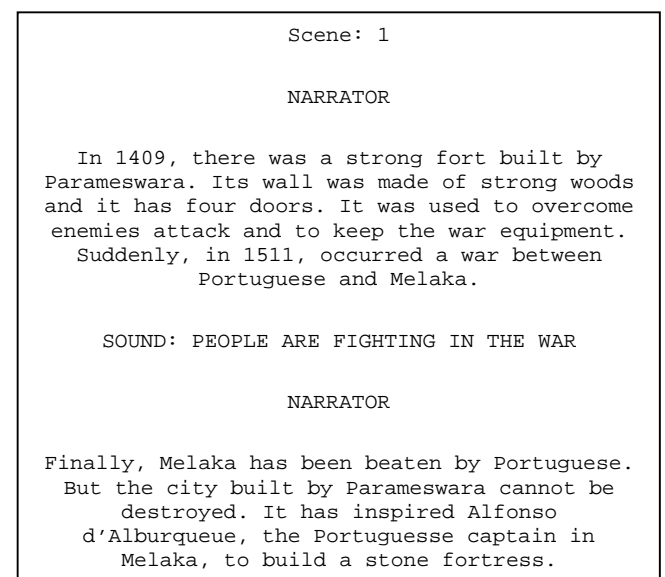 Scene: 1
NARRATOR
In 1409, there was a strong fort built by
Parameswara. Its wall was made of strong woods
and it has four doors. It was used to overcome
enemies attack and to keep the war equipment.
Suddenly, in 1511, occurred a war between
Portuguese and Melaka.
SOUND: PEOPLE ARE FIGHTING IN THE WAR
NARRATOR
Finally, Melaka has been beaten by Portuguese.
But the city built by Parameswara cannot be
destroyed. It has inspired Alfonso
d'Alburqueue, the Portuguesse captain in
Melaka, to build a stone fortress.